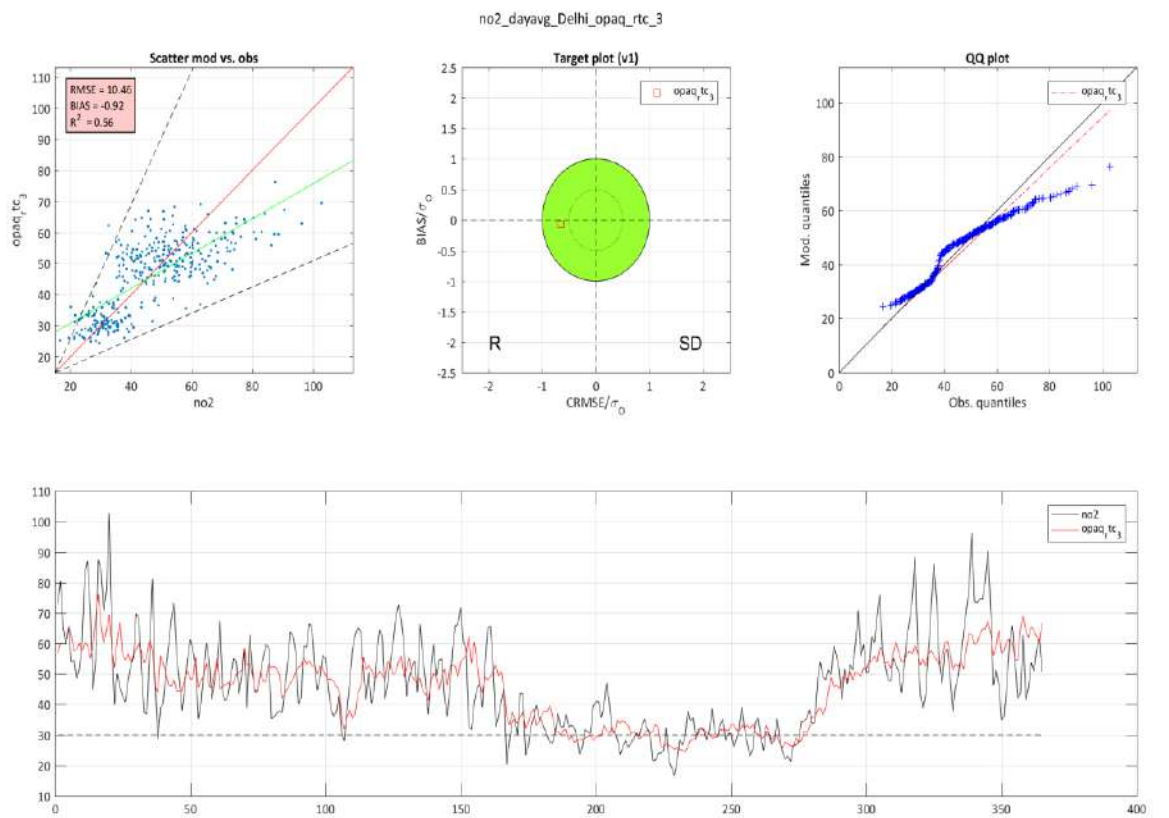 no2_dayavg_Delhi_opaq_rtc_3
Scatter mod vs. obs
RMSE = 10.46
BIAS = -0.92
R² = 0.56
110
100
90
80
70
60
50
40
30
20
20 40 60 80 100
opaq_rtc_3
no2
Target plot (v1)
opaq_rtc_3
2.5
2
1.5
1
0.5
0
-0.5
-1
-1.5
-2
-2.5
R SD
-2 -1 0 1 2
BIAS/σ_O
CRMSE/σ_O
QQ plot
opaq_rtc_3
100
80
60
40
20
0
0 20 40 60 80 100
Mod. quantiles
Obs. quantiles
110
100
90
80
70
60
50
40
30
20
10
no2
opaq_rtc_3
0 50 100 150 200 250 300 350 400